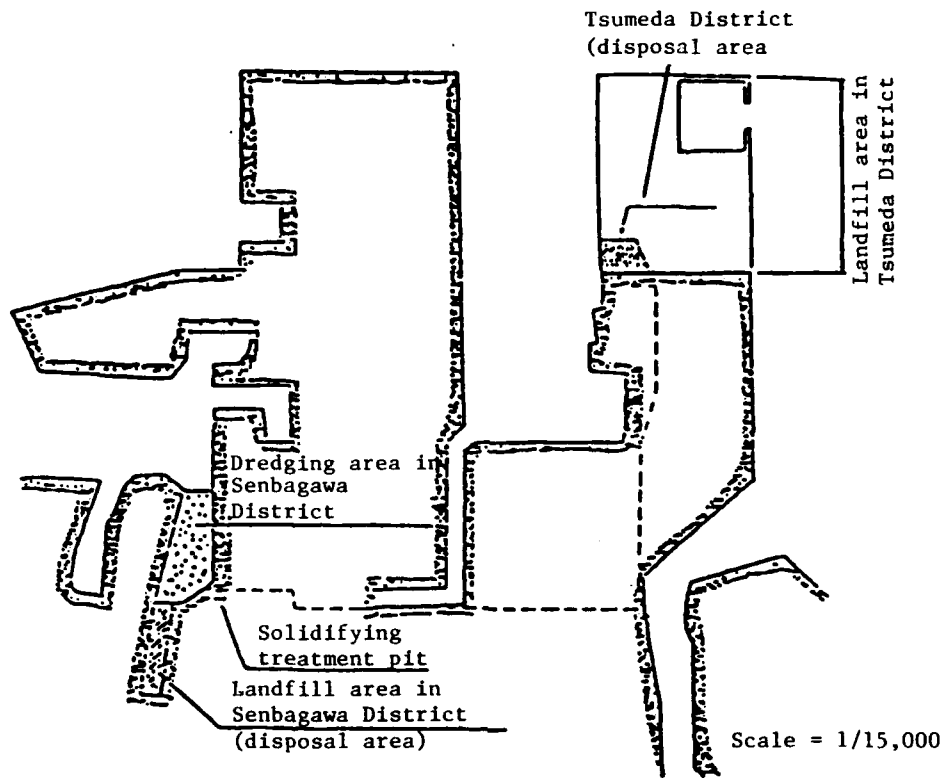 Tsumeda District
(disposal area
Landfill area in
Tsumeda District
Dredging area in
Senbagawa
District
Solidifying
treatment pit
Landfill area in
Senbagawa District
(disposal area)
Scale = 1/15,000